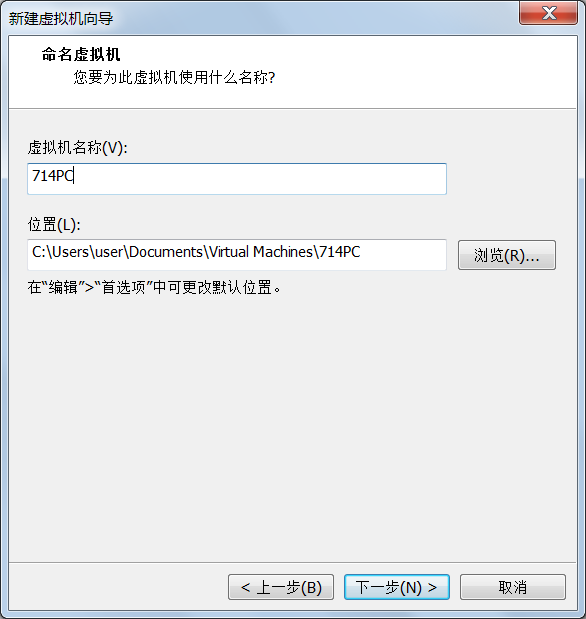 新建虚拟机向导
命名虚拟机
您要为此虚拟机使用什么名称?
虚拟机名称(V):
714PC
位置(L):
C:\Users\user\Documents\Virtual Machines\714PC
浏览(R)...
在“编辑”>“首选项”中可更改默认位置。
< 上一步(B)
下一步(N) >
取消